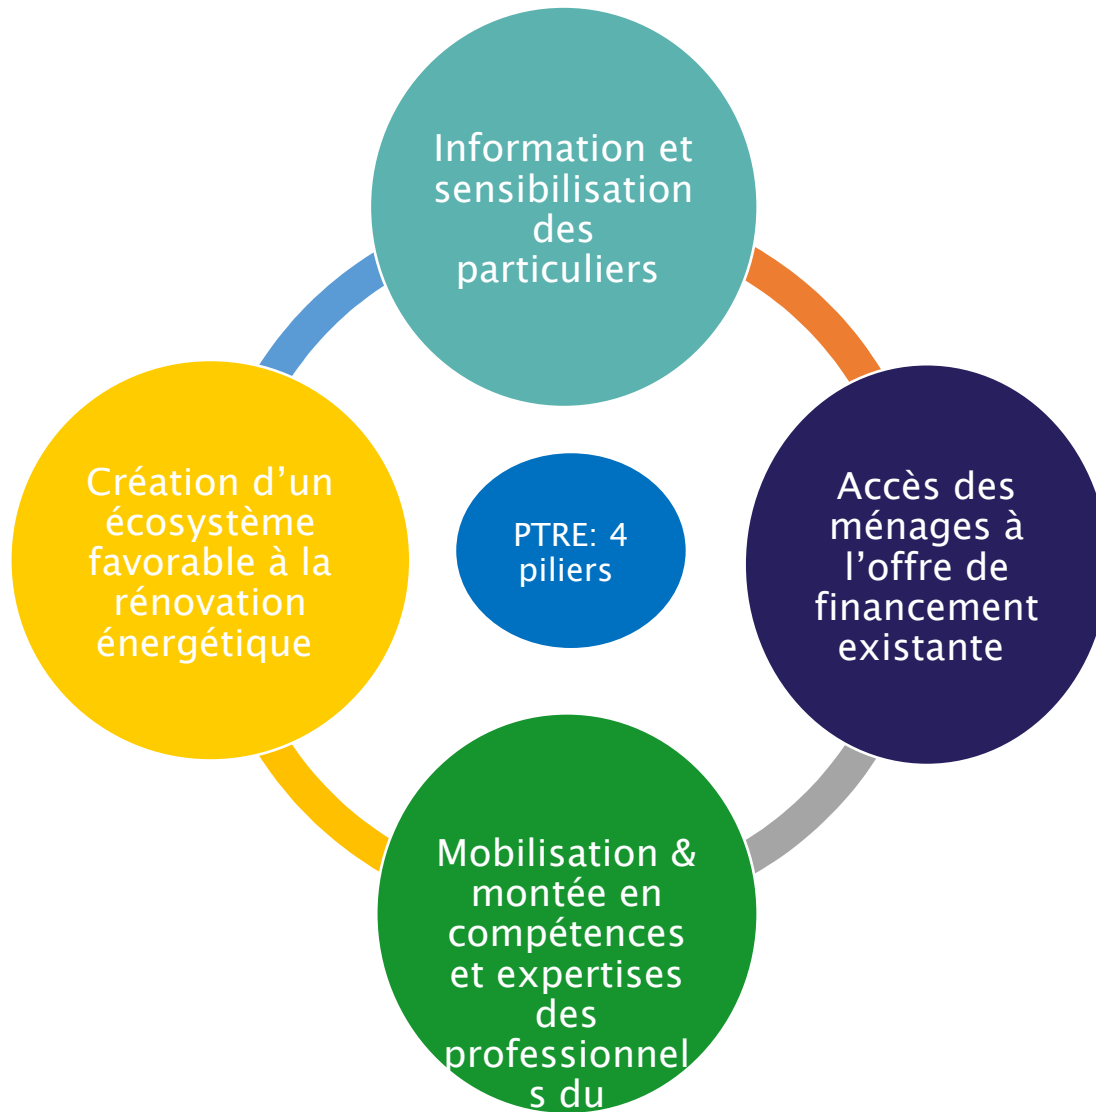 Information et
sensibilisation
des
particuliers
Création d’un
écosystème
favorable à la
rénovation
énergétique
PTRE: 4
piliers
Accès des
ménages à
l’offre de
financement
existante
Mobilisation &
montée en
compétences
et expertises
des
professionnel
s du